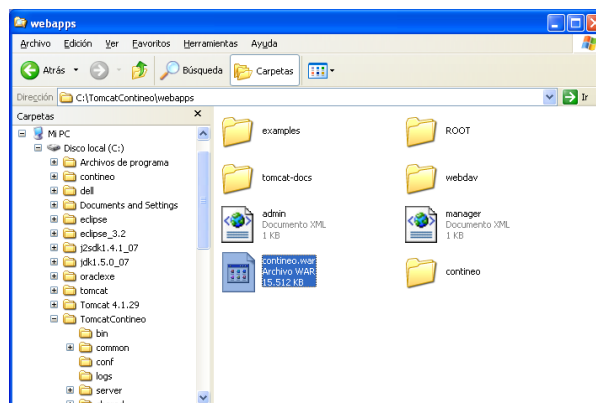 webapps
Archivo Edición Ver Favoritos Herramientas Ayuda
Atrás Búsqueda Carpetas
Dirección C:\TomcatContineo\webapps Ir
Carpetas
Mi PC
Disco local (C:)
Archivos de programa
contineo
dell
Documents and Settings
eclipse
eclipse_3.2
j2sdk1.4.1_07
jdk1.5.0_07
oraclexe
tomcat
Tomcat 4.1.29
TomcatContineo
bin
common
conf
logs
server
examples
ROOT
tomcat-docs
webdav
admin
Documento XML
1 KB
manager
Documento XML
1 KB
contineo.war
Archivo WAR
15.512 KB
contineo